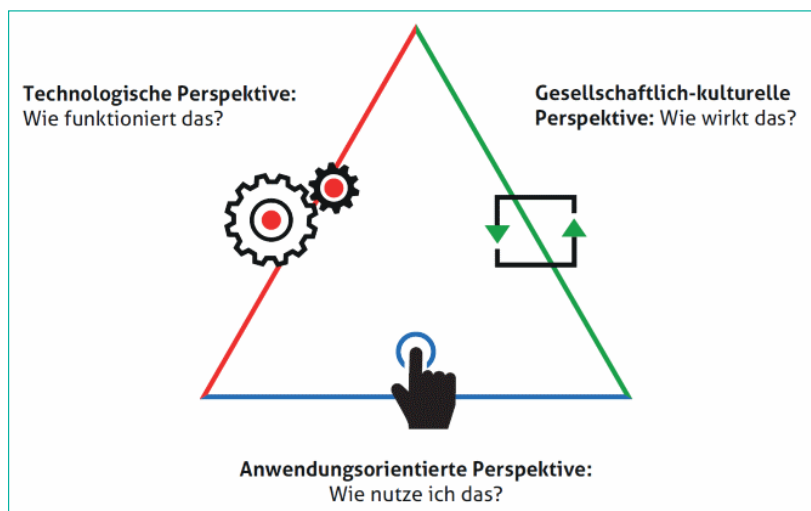 Technologische Perspektive:
Wie funktioniert das?
Gesellschaftlich-kulturelle
Perspektive: Wie wirkt das?
Anwendungsorientierte Perspektive:
Wie nutze ich das?